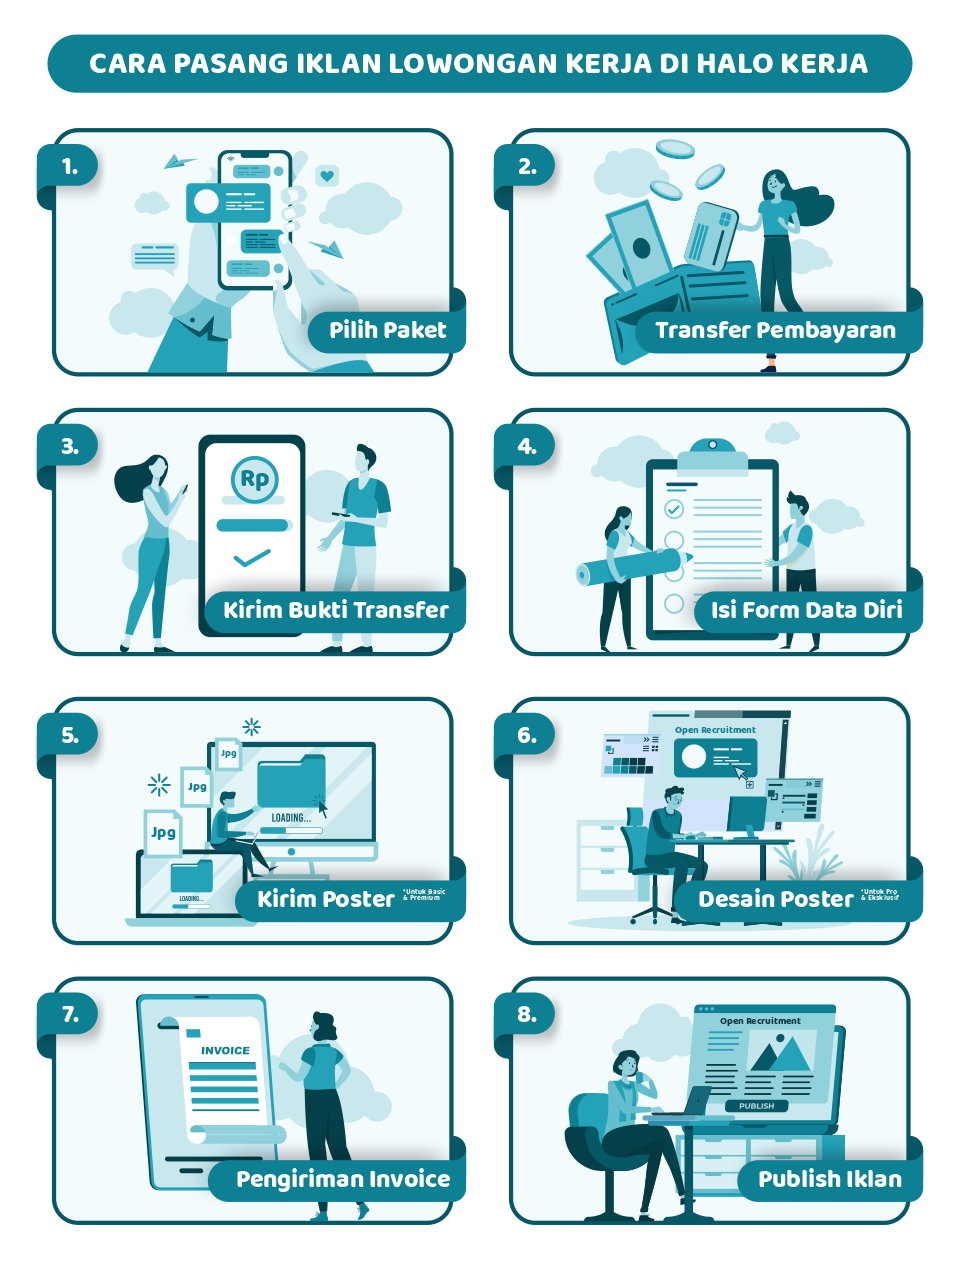 CARA PASANG IKLAN LOWONGAN KERJA DI HALO KERJA
1.
Pilih Paket
2.
Transfer Pembayaran
3.
Rp
Kirim Bukti Transfer
4.
Isi Form Data Diri
5.
Jpg
Jpg
Jpg
LOADING...
LOADING...
Kirim Poster
*Untuk Basic
& Premium
6.
Open Recruitment
Desain Poster
*Untuk Pro
& Eksklusif
7.
INVOICE
Pengiriman Invoice
8.
Open Recruitment
PUBLISH
Publish Iklan